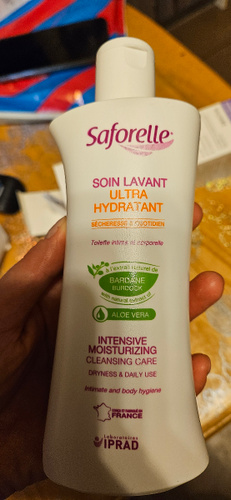 Saforelle®
SOIN LAVANT
ULTRA
HYDRATANT
SÉCHERESSE & QUOTIDIEN
Toilette intime et corporelle
à l'extrait naturel de
BARDANE
BURDOCK
with natural extract of
ALOE VERA
INTENSIVE
MOISTURIZING
CLEANSING CARE
DRYNESS & DAILY USE
Intimate and body hygiene
FRANCE
Laboratoires
IPRAD